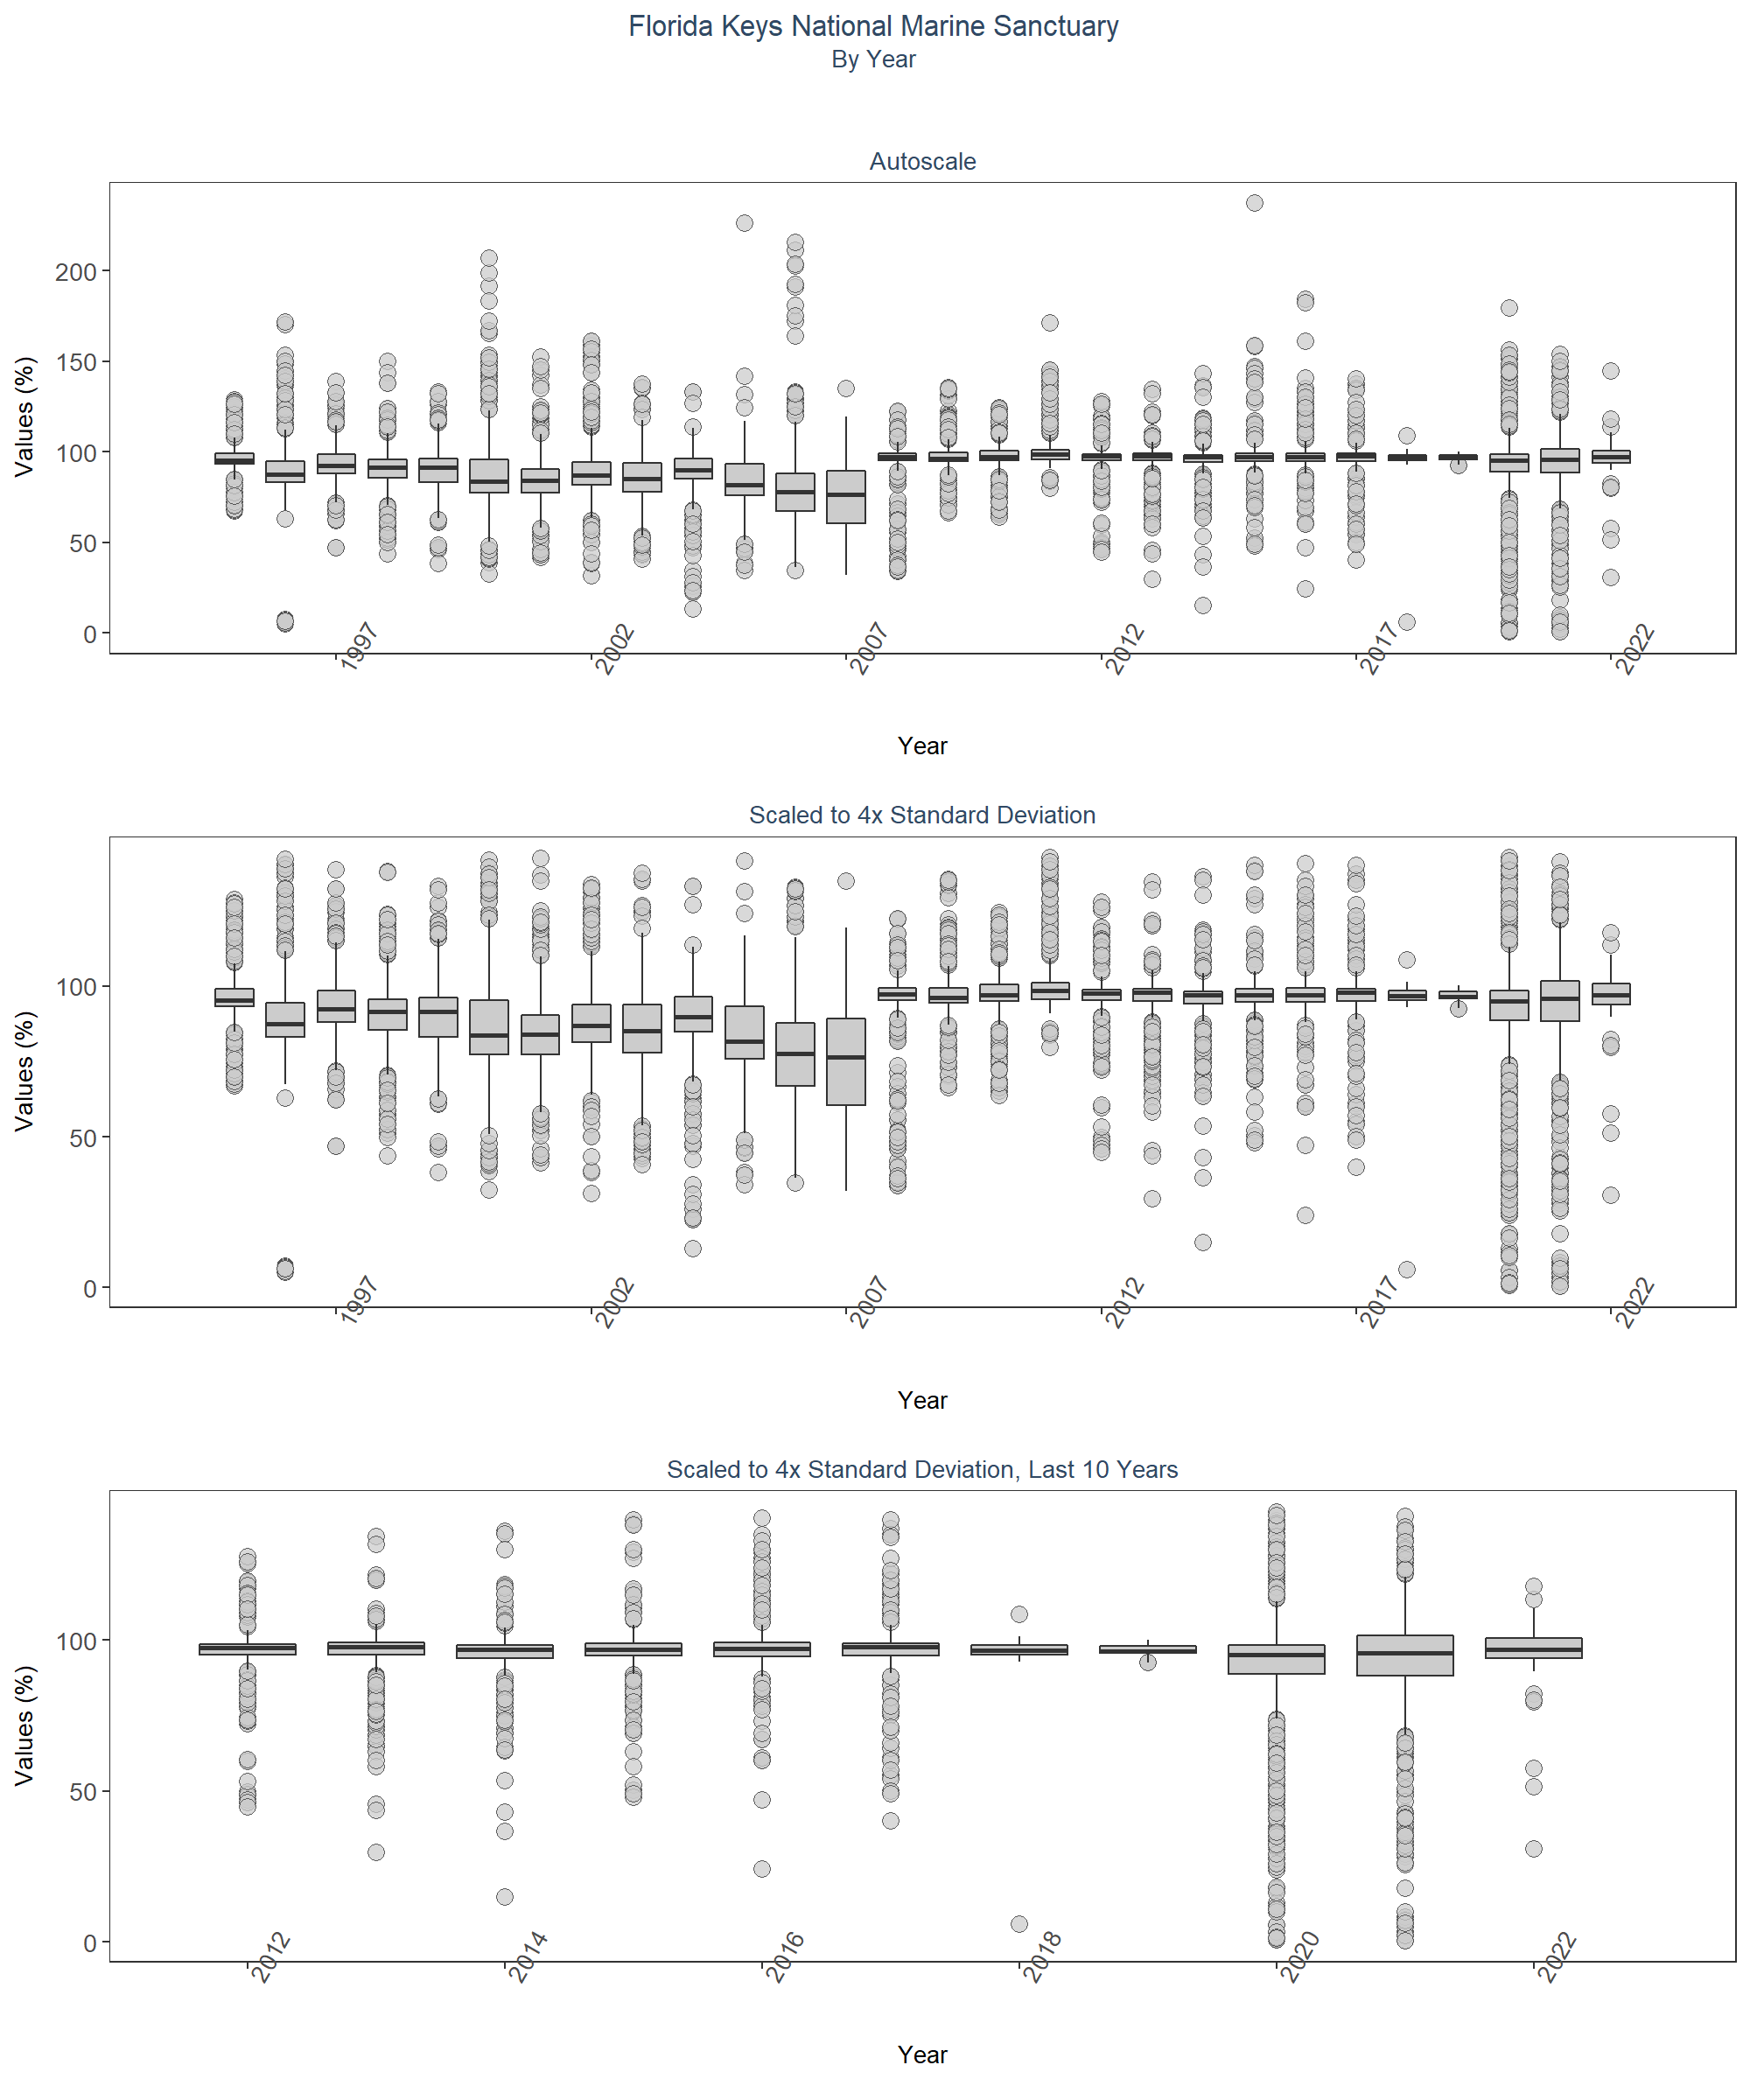 Florida Keys National Marine Sanctuary
By Year
Autoscale
Values (%)
200
150
100
50
0
1997
2002
2007
2012
2017
2022
Year
Scaled to 4x Standard Deviation
Values (%)
100
50
0
1997
2002
2007
2012
2017
2022
Year
Scaled to 4x Standard Deviation, Last 10 Years
Values (%)
100
50
0
2012
2014
2016
2018
2020
2022
Year